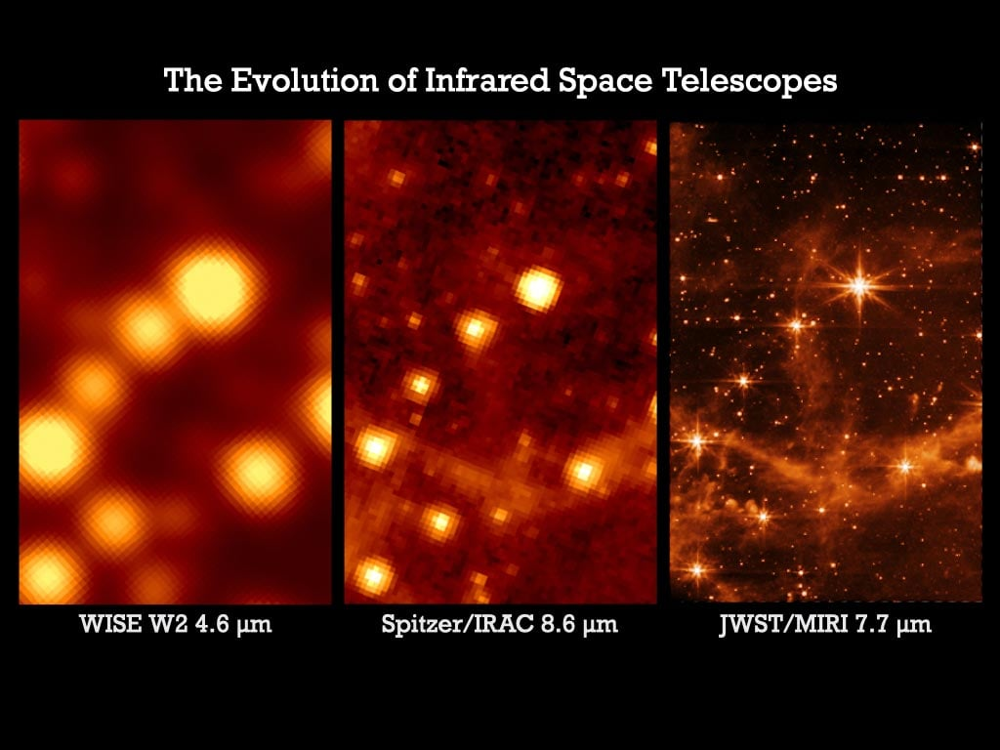 The Evolution of Infrared Space Telescopes
WISE W2 4.6 µm
Spitzer/IRAC 8.6 µm
JWST/MIRI 7.7 µm